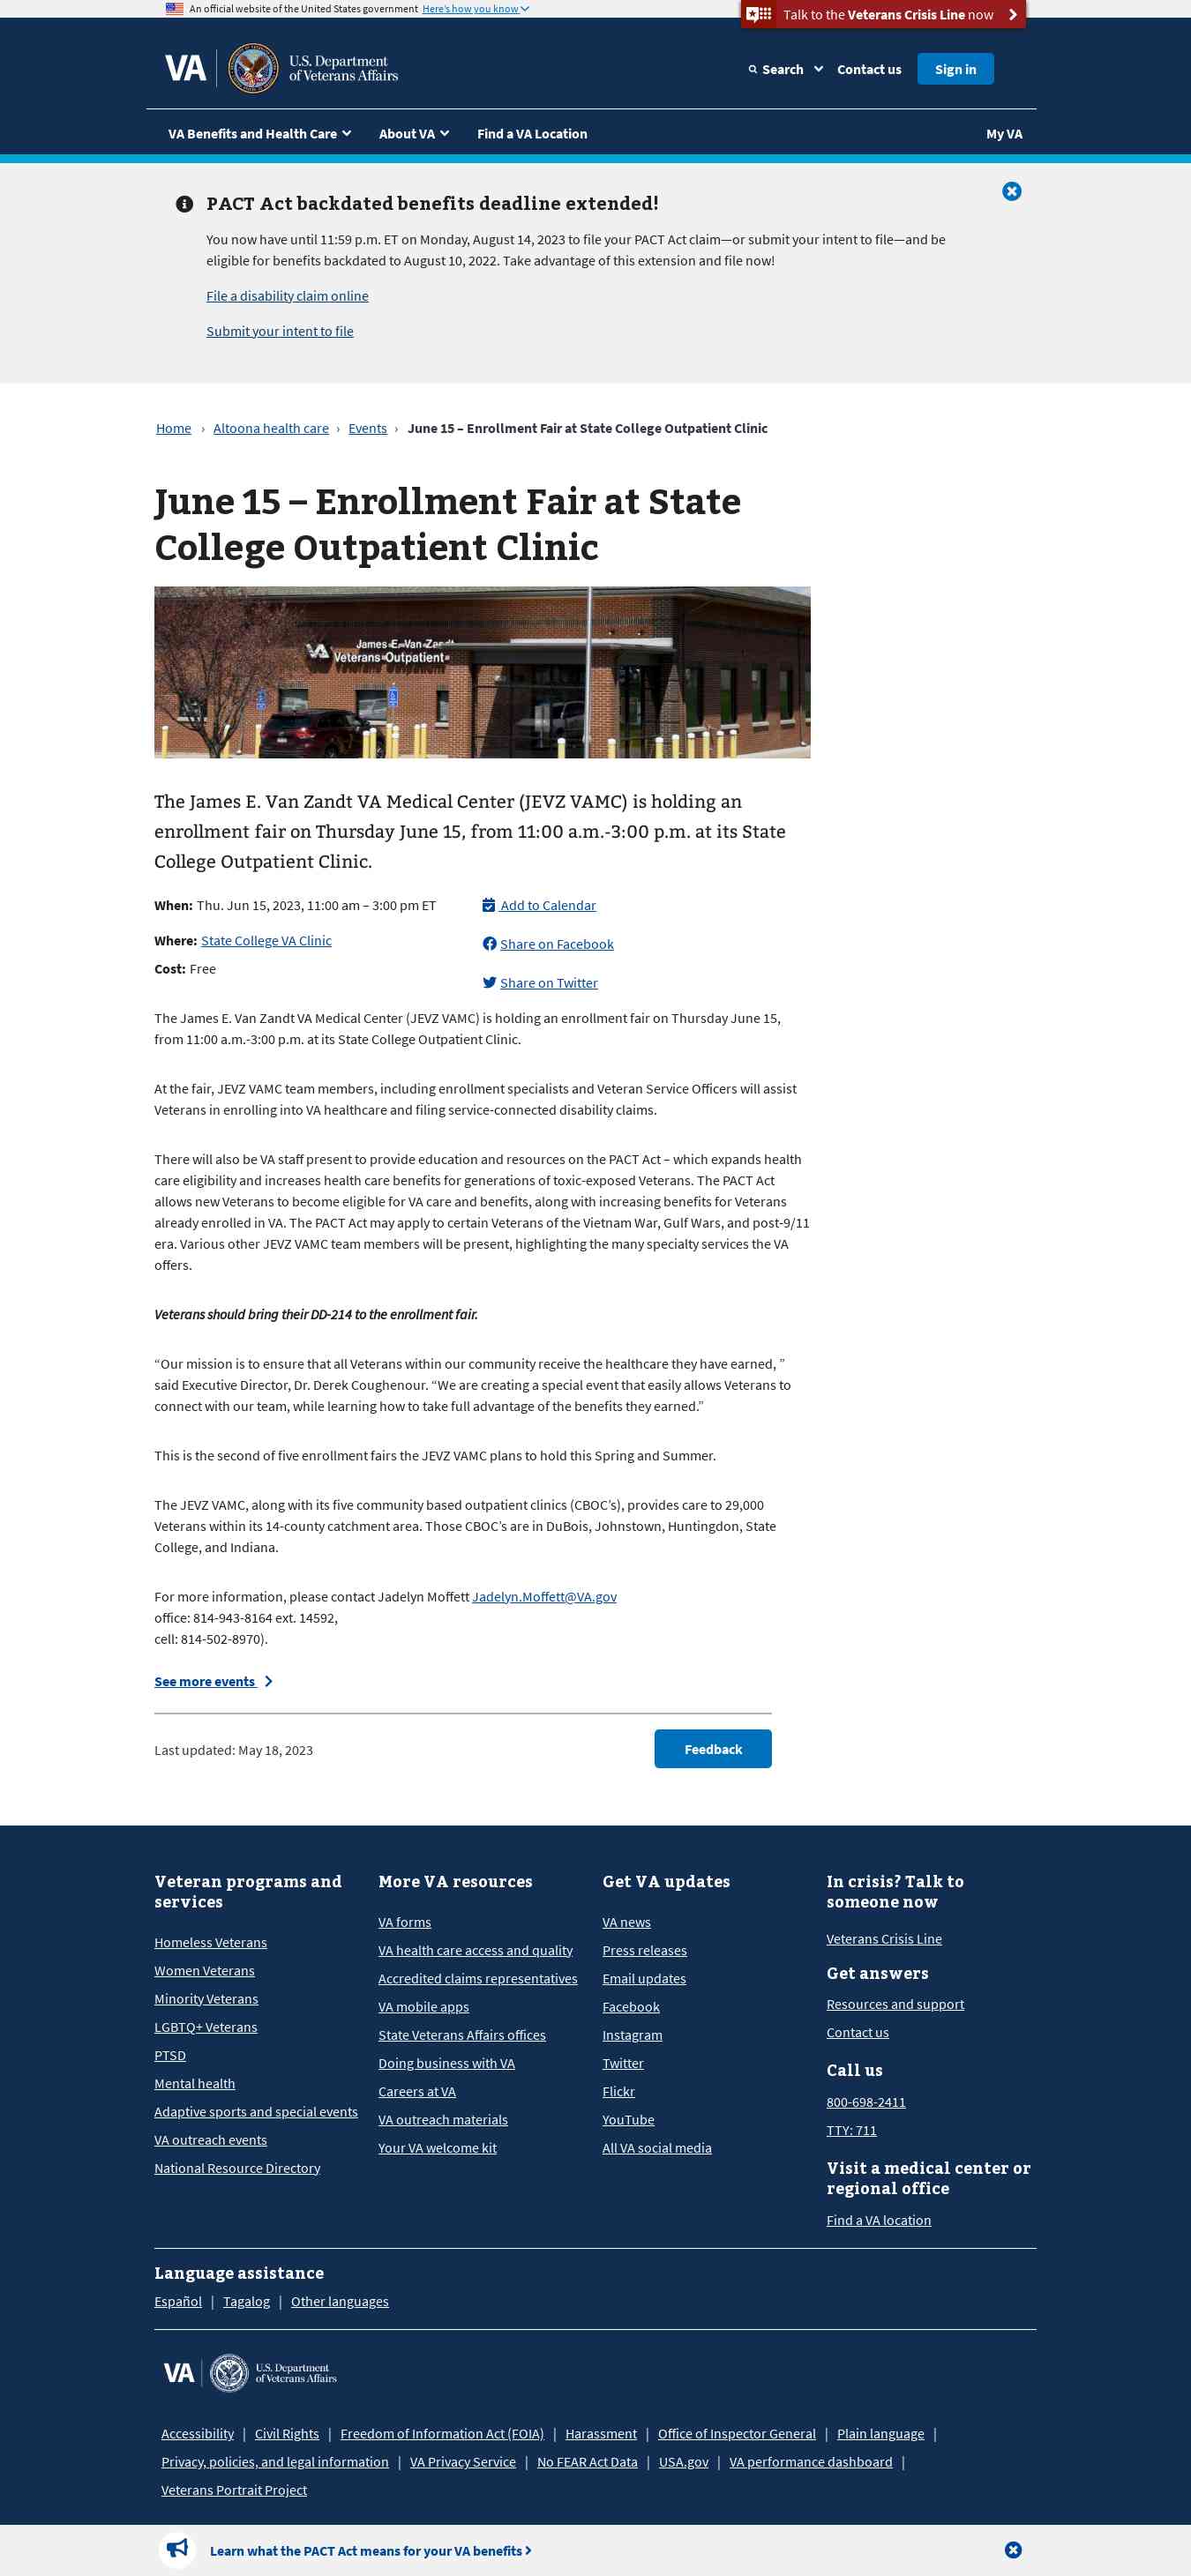 An official website of the United States government Here's how you know
Talk to the Veterans Crisis Line now
VA U.S. Department
of Veterans Affairs
Search Contact us Sign in
VA Benefits and Health Care About VA Find a VA Location My VA
PACT Act backdated benefits deadline extended!
You now have until 11:59 p.m. ET on Monday, August 14, 2023 to file your PACT Act claim—or submit your intent to file—and be
eligible for benefits backdated to August 10, 2022. Take advantage of this extension and file now!
File a disability claim online
Submit your intent to file
Home › Altoona health care › Events › June 15 – Enrollment Fair at State College Outpatient Clinic
June 15 – Enrollment Fair at State
College Outpatient Clinic
James E. Van Zandt
VA Veterans Outpatient
The James E. Van Zandt VA Medical Center (JEVZ VAMC) is holding an
enrollment fair on Thursday June 15, from 11:00 a.m.-3:00 p.m. at its State
College Outpatient Clinic.
When: Thu. Jun 15, 2023, 11:00 am – 3:00 pm ET
Where: State College VA Clinic
Cost: Free
Add to Calendar
Share on Facebook
Share on Twitter
The James E. Van Zandt VA Medical Center (JEVZ VAMC) is holding an enrollment fair on Thursday June 15,
from 11:00 a.m.-3:00 p.m. at its State College Outpatient Clinic.
At the fair, JEVZ VAMC team members, including enrollment specialists and Veteran Service Officers will assist
Veterans in enrolling into VA healthcare and filing service-connected disability claims.
There will also be VA staff present to provide education and resources on the PACT Act – which expands health
care eligibility and increases health care benefits for generations of toxic-exposed Veterans. The PACT Act
allows new Veterans to become eligible for VA care and benefits, along with increasing benefits for Veterans
already enrolled in VA. The PACT Act may apply to certain Veterans of the Vietnam War, Gulf Wars, and post-9/11
era. Various other JEVZ VAMC team members will be present, highlighting the many specialty services the VA
offers.
Veterans should bring their DD-214 to the enrollment fair.
“Our mission is to ensure that all Veterans within our community receive the healthcare they have earned, ”
said Executive Director, Dr. Derek Coughenour. “We are creating a special event that easily allows Veterans to
connect with our team, while learning how to take full advantage of the benefits they earned.”
This is the second of five enrollment fairs the JEVZ VAMC plans to hold this Spring and Summer.
The JEVZ VAMC, along with its five community based outpatient clinics (CBOC’s), provides care to 29,000
Veterans within its 14-county catchment area. Those CBOC’s are in DuBois, Johnstown, Huntingdon, State
College, and Indiana.
For more information, please contact Jadelyn Moffett Jadelyn.Moffett@VA.gov
office: 814-943-8164 ext. 14592,
cell: 814-502-8970).
See more events
Last updated: May 18, 2023
Feedback
Veteran programs and
services
Homeless Veterans
Women Veterans
Minority Veterans
LGBTQ+ Veterans
PTSD
Mental health
Adaptive sports and special events
VA outreach events
National Resource Directory
More VA resources
VA forms
VA health care access and quality
Accredited claims representatives
VA mobile apps
State Veterans Affairs offices
Doing business with VA
Careers at VA
VA outreach materials
Your VA welcome kit
Get VA updates
VA news
Press releases
Email updates
Facebook
Instagram
Twitter
Flickr
YouTube
All VA social media
In crisis? Talk to
someone now
Veterans Crisis Line
Get answers
Resources and support
Contact us
Call us
800-698-2411
TTY: 711
Visit a medical center or
regional office
Find a VA location
Language assistance
Español | Tagalog | Other languages
VA U.S. Department
of Veterans Affairs
Accessibility | Civil Rights | Freedom of Information Act (FOIA) | Harassment | Office of Inspector General | Plain language |
Privacy, policies, and legal information | VA Privacy Service | No FEAR Act Data | USA.gov | VA performance dashboard |
Veterans Portrait Project
Learn what the PACT Act means for your VA benefits